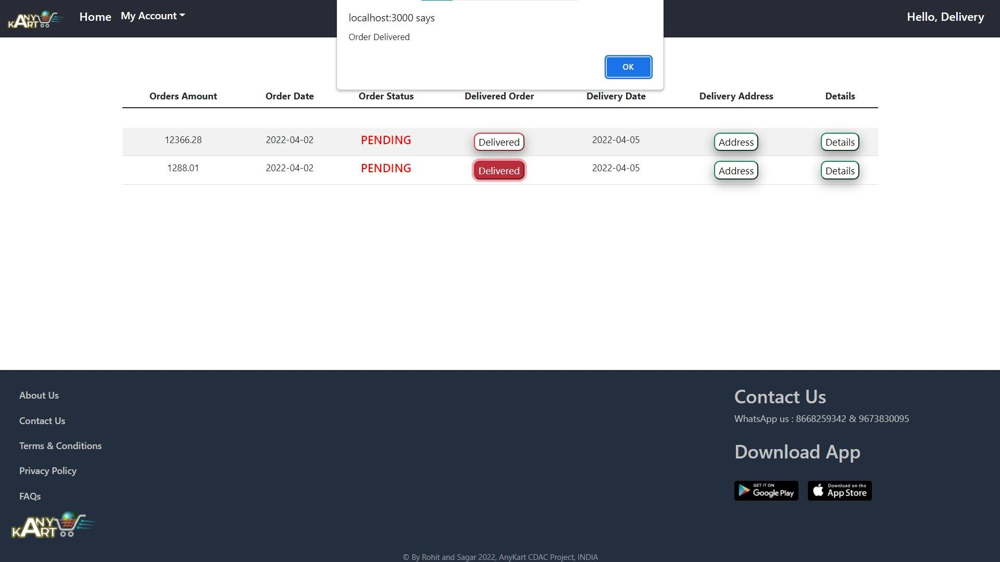 ANY KART
Home My Account
Hello, Delivery
localhost:3000 says
Order Delivered
OK
Orders Amount Order Date Order Status Delivered Order Delivery Date Delivery Address Details
12366.28 2022-04-02 PENDING Delivered 2022-04-05 Address Details
1288.01 2022-04-02 PENDING Delivered 2022-04-05 Address Details
About Us
Contact Us
Terms & Conditions
Privacy Policy
FAQs
ANY KART
Contact Us
WhatsApp us : 8668259342 & 9673830095
Download App
GET IT ON Google Play
Download on the App Store
© By Rohit and Sagar 2022, AnyKart CDAC Project, INDIA